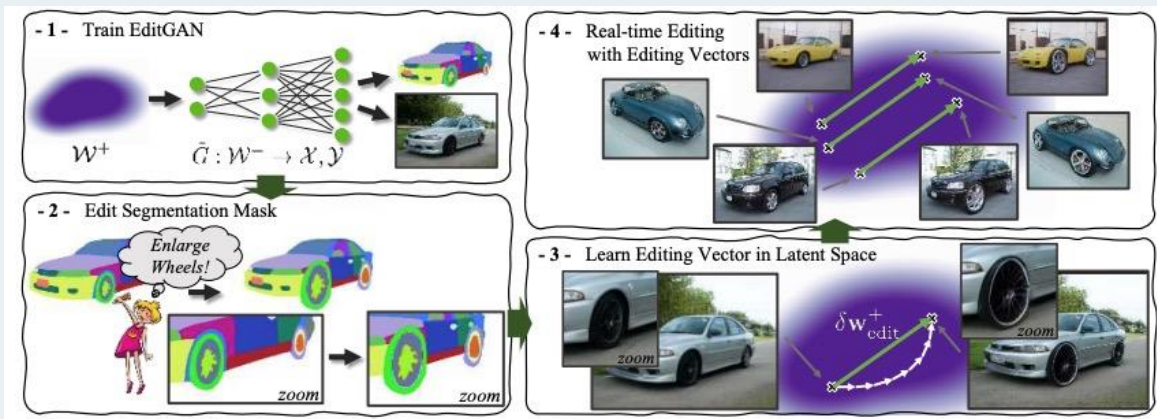 - 1 - Train EditGAN
𝒲⁺
G̃ : 𝒲⁻ → 𝒳, 𝒴
- 2 - Edit Segmentation Mask
Enlarge
Wheels!
zoom
zoom
- 3 - Learn Editing Vector in Latent Space
zoom
δw⁺edit
zoom
- 4 - Real-time Editing
with Editing Vectors